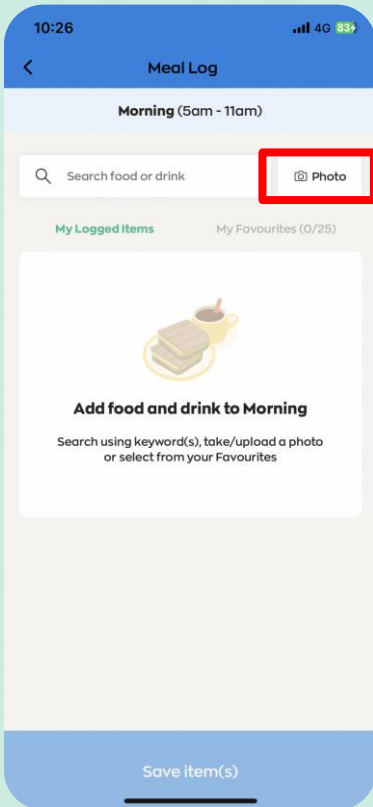 10:26 4G 83
Meal Log
Morning (5am - 11am)
Search food or drink Photo
My Logged Items My Favourites (0/25)
Add food and drink to Morning
Search using keyword(s), take/upload a photo
or select from your Favourites
Save item(s)